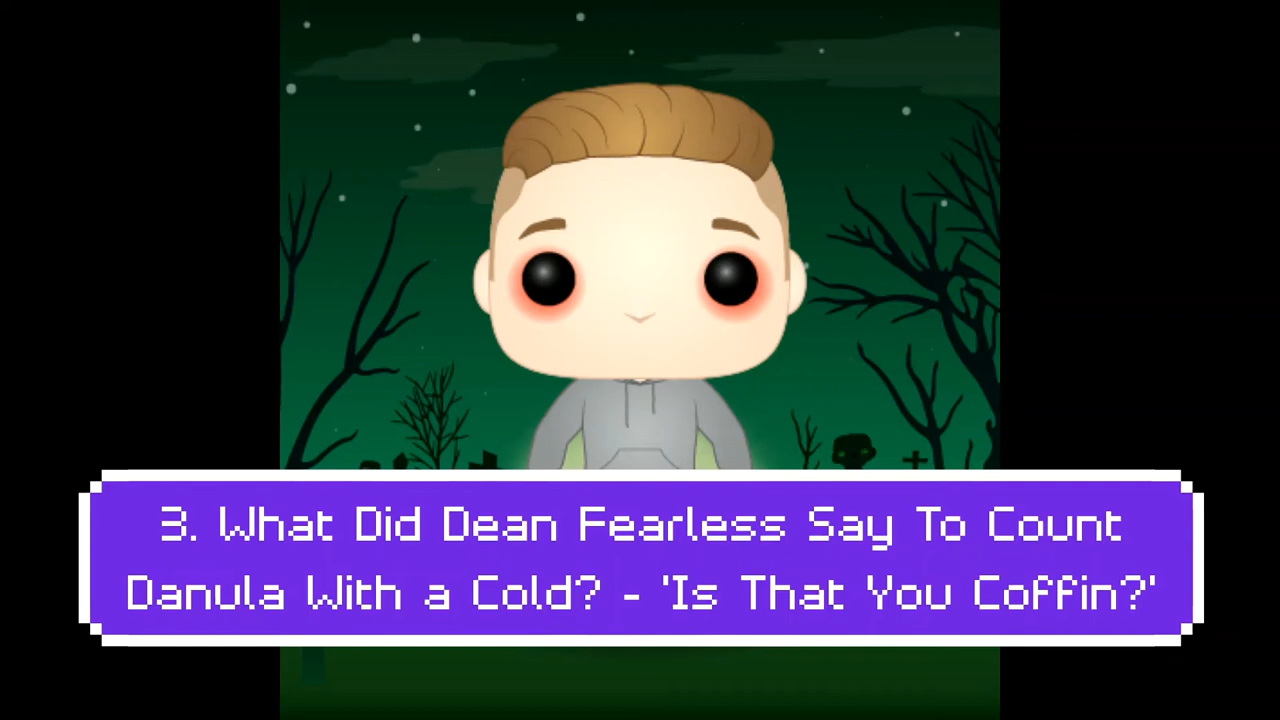 3. What Did Dean Fearless Say To Count
Danula With a Cold? - 'Is That You Coffin?'